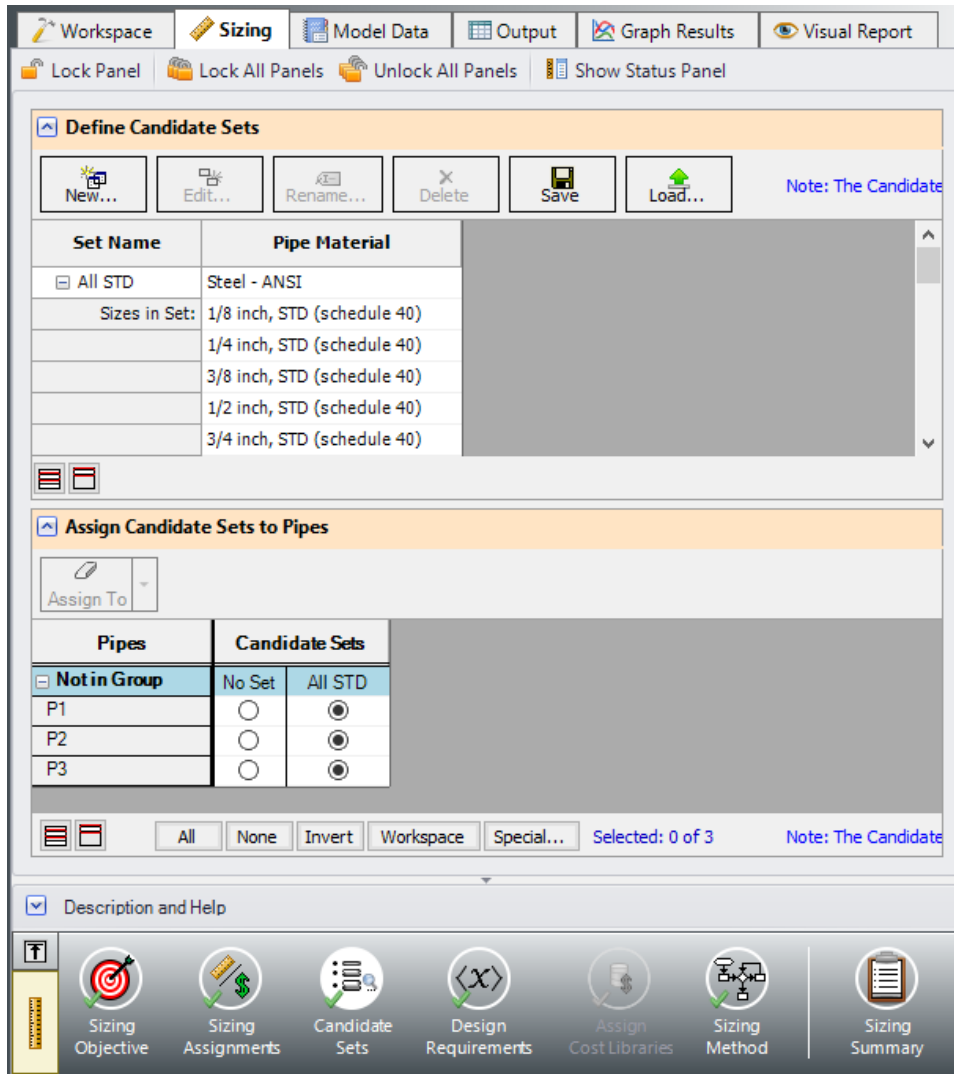 Workspace Sizing Model Data Output Graph Results Visual Report
Lock Panel Lock All Panels Unlock All Panels Show Status Panel
Define Candidate Sets
New... Edit... Rename... Delete Save Load... Note: The Candidate
Set Name Pipe Material
All STD Steel - ANSI
Sizes in Set: 1/8 inch, STD (schedule 40)
1/4 inch, STD (schedule 40)
3/8 inch, STD (schedule 40)
1/2 inch, STD (schedule 40)
3/4 inch, STD (schedule 40)
Assign Candidate Sets to Pipes
Assign To
Pipes Candidate Sets
Not in Group No Set All STD
P1
P2
P3
All None Invert Workspace Special... Selected: 0 of 3 Note: The Candidate
Description and Help
Sizing Objective Sizing Assignments Candidate Sets Design Requirements Assign Cost Libraries Sizing Method Sizing Summary